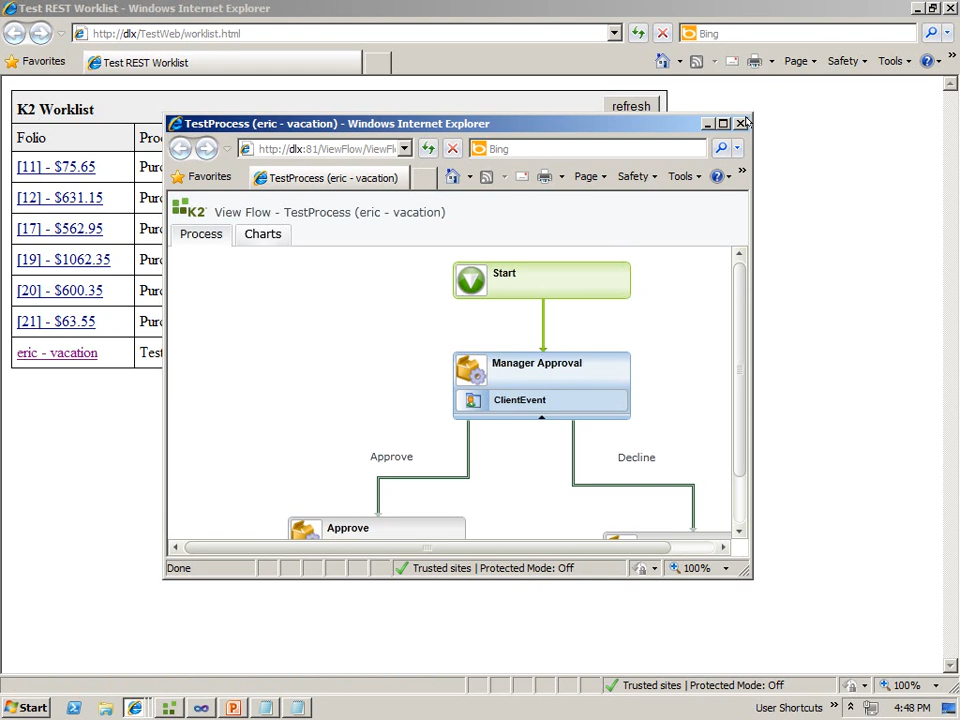 Test REST Worklist - Windows Internet Explorer
http://dlx/TestWeb/worklist.html
Bing
Favorites
Test REST Worklist
Page
Safety
Tools
K2 Worklist
refresh
Folio
[11] - $75.65
[12] - $631.15
[17] - $562.95
[19] - $1062.35
[20] - $600.35
[21] - $63.55
eric - vacation
TestProcess (eric - vacation) - Windows Internet Explorer
Bing
Favorites
TestProcess (eric - vacation)
Page
Safety
Tools
K2
View Flow - TestProcess (eric - vacation)
Process
Charts
Start
Manager Approval
ClientEvent
Approve
Decline
Approve
Done
Trusted sites | Protected Mode: Off
100%
Trusted sites | Protected Mode: Off
100%
Start
User Shortcuts
4:48 PM